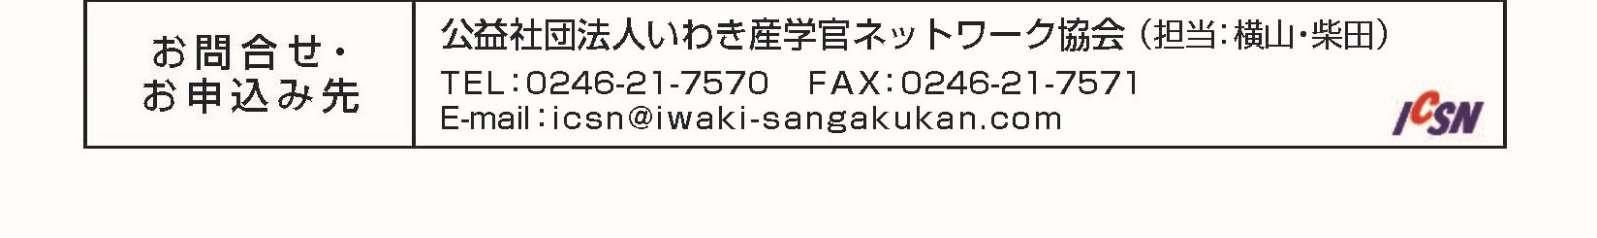 お問合せ・
お申込み先
公益社団法人いわき産学官ネットワーク協会（担当：横山・柴田）
TEL：0246-21-7570　FAX：0246-21-7571
E-mail：icsn@iwaki-sangakukan.com
ICSN